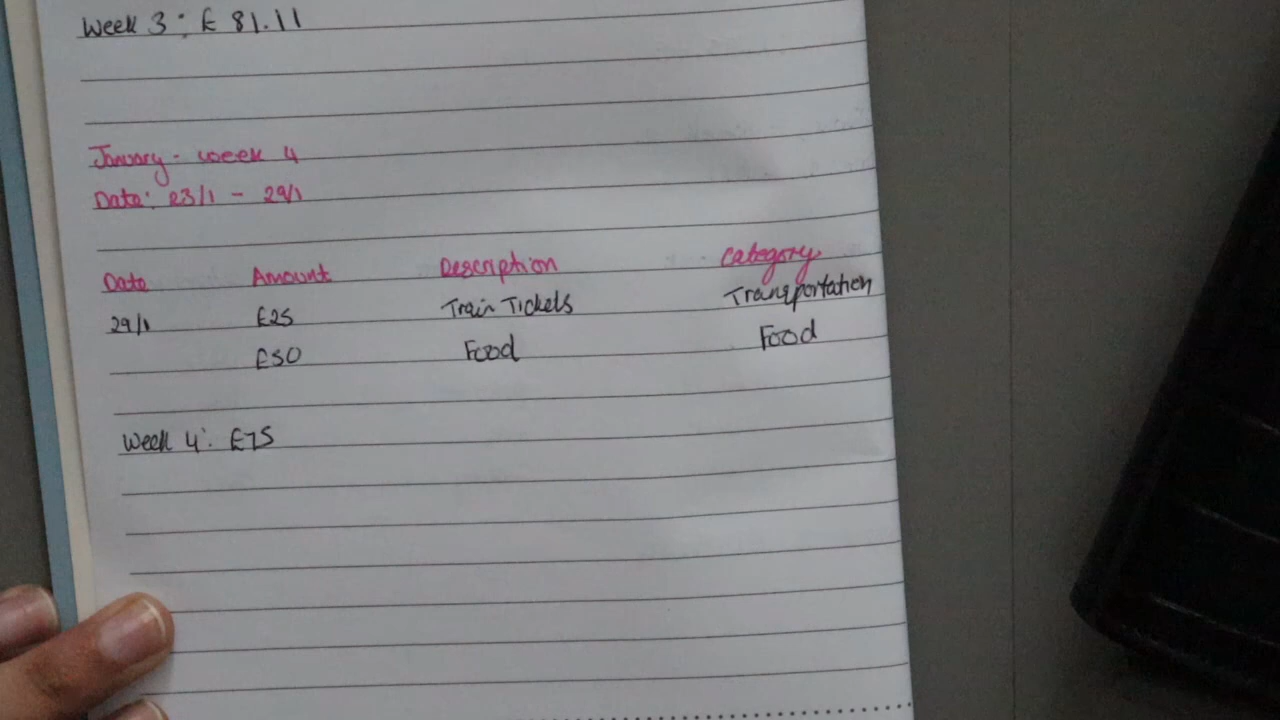 Week 3: £81.11
January - week 4
Date: 23/1 - 29/1
Date Amount Description Category
29/1 £25 Train Tickets Transportation
£50 Food Food
Week 4: £75